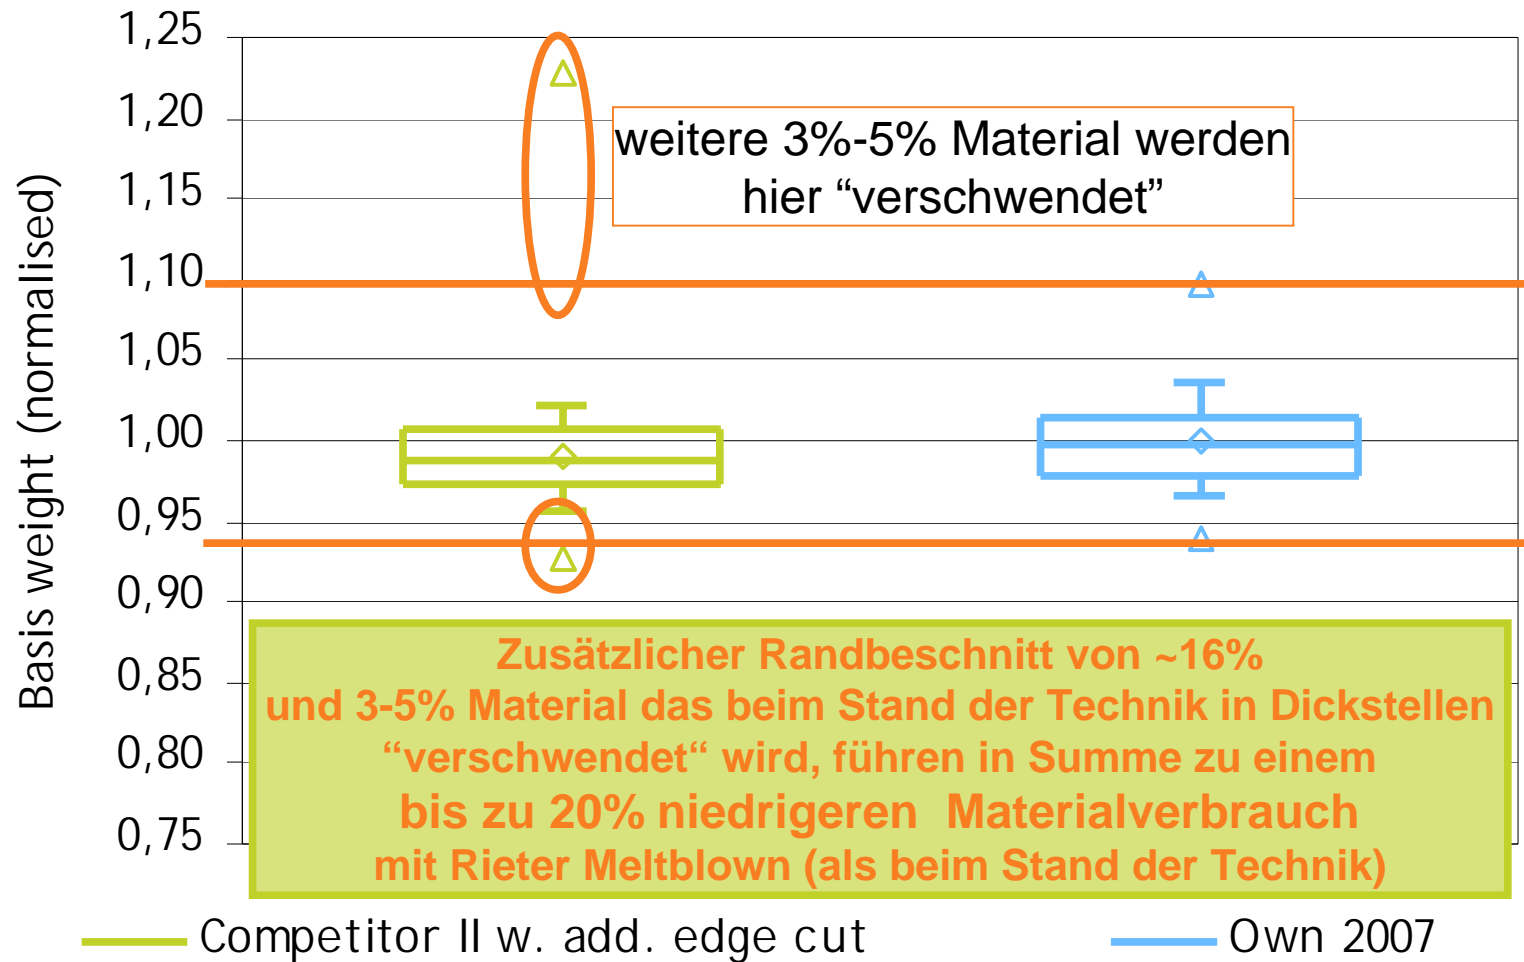 Basis weight (normalised)
1,25
1,20
1,15
1,10
1,05
1,00
0,95
0,90
0,85
0,80
0,75
weitere 3%-5% Material werden
hier “verschwendet”
Zusätzlicher Randbeschnitt von ~16%
und 3-5% Material das beim Stand der Technik in Dickstellen
“verschwendet“ wird, führen in Summe zu einem
bis zu 20% niedrigeren Materialverbrauch
mit Rieter Meltblown (als beim Stand der Technik)
Competitor II w. add. edge cut
Own 2007